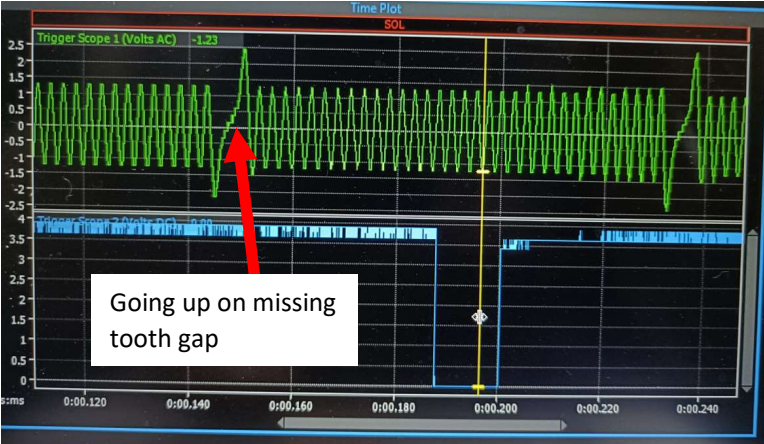 Time Plot
SOL
Trigger Scope 1 (Volts AC) -1.23
2.5
2
1.5
1
0.5
0
-0.5
-1
-1.5
-2
-2.5
Trigger Scope 2 (Volts DC) 0.00
4
3.5
3
2.5
2
1.5
1
0.5
0
Going up on missing
tooth gap
s:ms 0:00.120 0:00.140 0:00.160 0:00.180 0:00.200 0:00.220 0:00.240